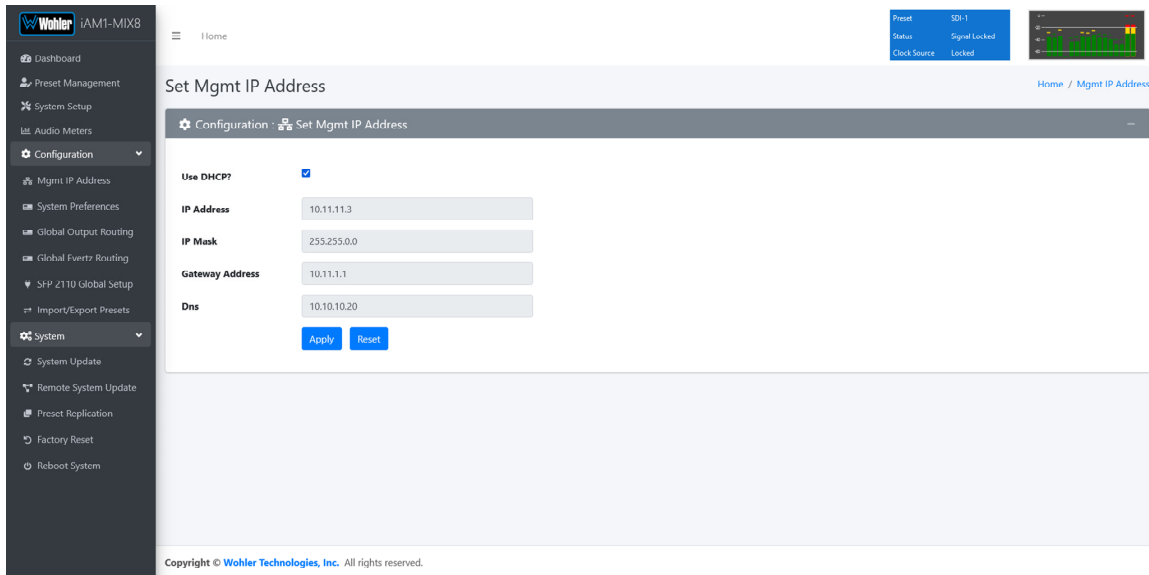 Wohler iAM1-MIX8
Dashboard
Preset Management
System Setup
Audio Meters
Configuration
Mgmt IP Address
System Preferences
Global Output Routing
Global Evertz Routing
SFP 2110 Global Setup
Import/Export Presets
System
System Update
Remote System Update
Preset Replication
Factory Reset
Reboot System
Home
Preset SDI-1
Status Signal Locked
Clock Source Locked
Set Mgmt IP Address
Home / Mgmt IP Address
Configuration : Set Mgmt IP Address
Use DHCP?
IP Address 10.11.11.3
IP Mask 255.255.0.0
Gateway Address 10.11.1.1
Dns 10.10.10.20
Apply Reset
Copyright © Wohler Technologies, Inc. All rights reserved.